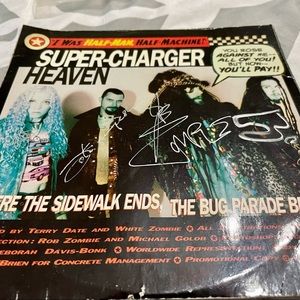 "I WAS HALF-MAN, HALF-MACHINE!"
SUPER-CHARGER
HEAVEN
YOU ROSE
AGAINST ME—
ALL OF YOU!
BUT NOW—
YOU'LL PAY!!
ERE THE SIDEWALK ENDS, THE BUG PARADE B
D BY TERRY DATE AND WHITE ZOMBIE • ALL
ECTION: ROB ZOMBIE AND MICHAEL GOLOB •
EBORAH DAVIS-BONK • WORLDWIDE REPRESENTATION:
BRIEN FOR CONCRETE MANAGEMENT • PROMOTIONAL COPY